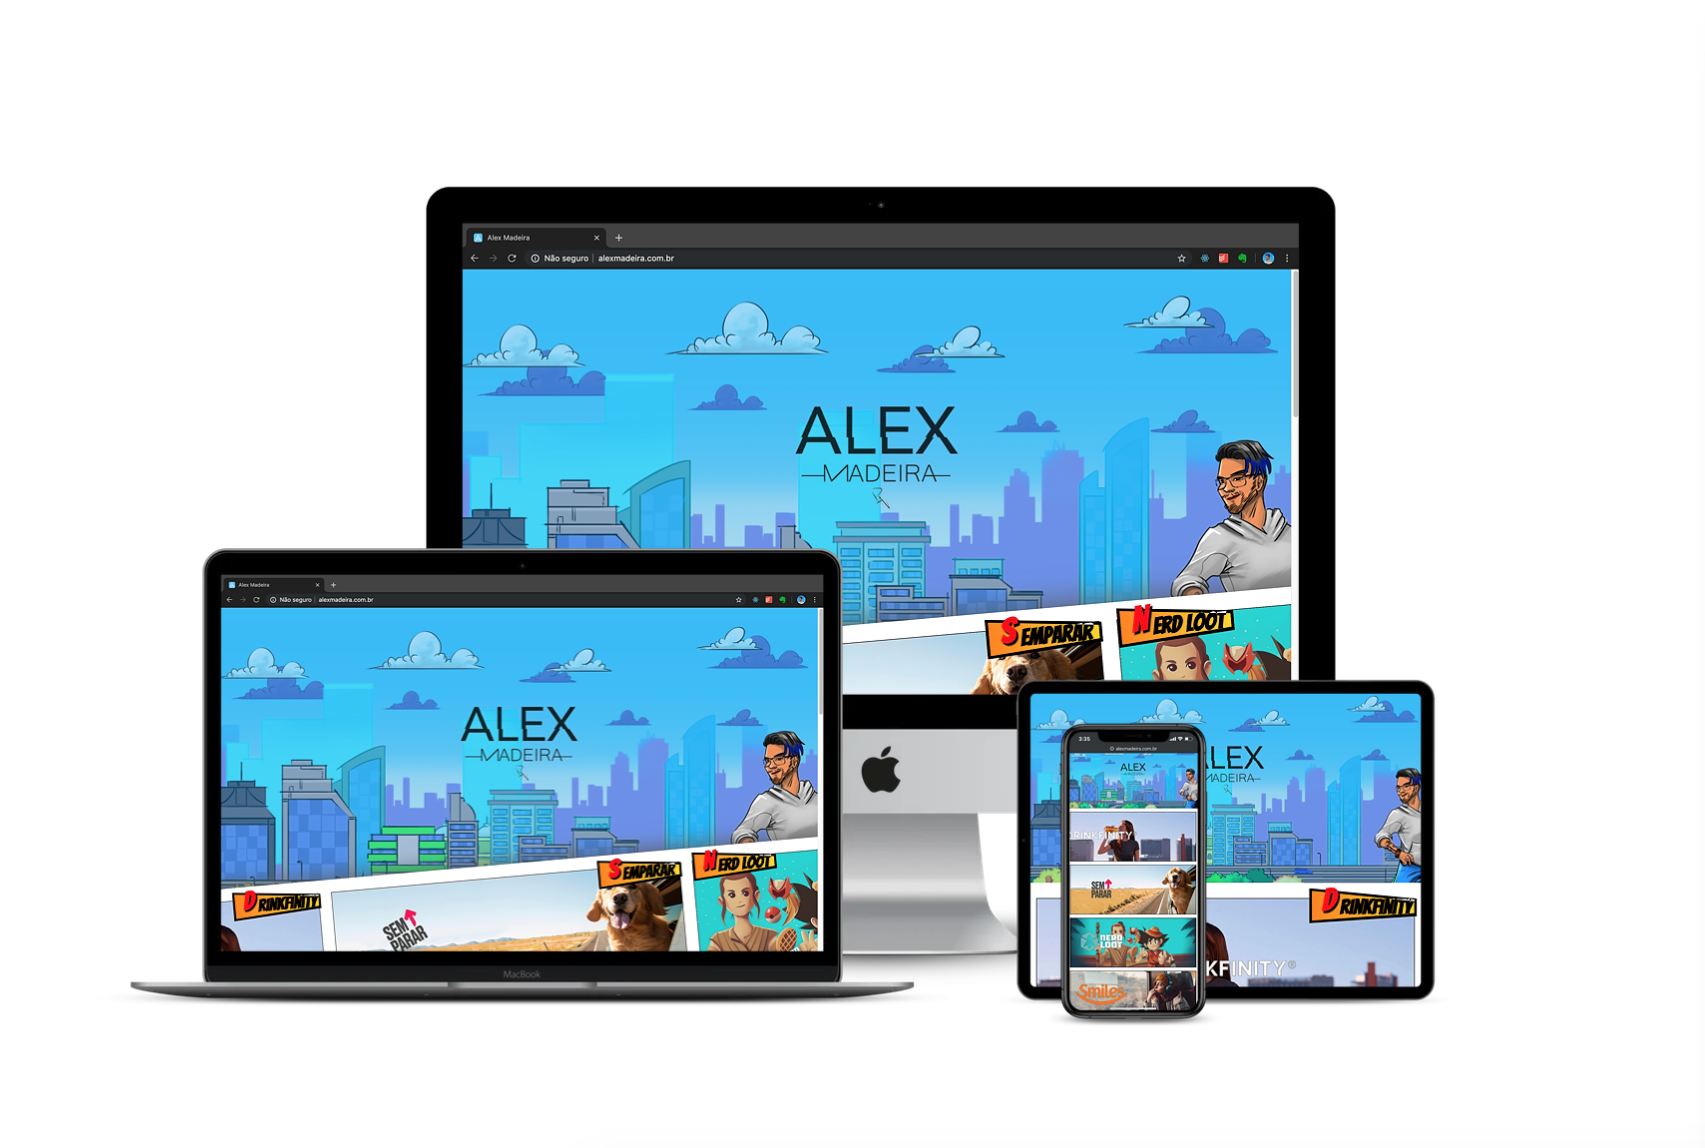 Alex Madeira
Não seguro
alexmadeira.com.br
ALEX
MADEIRA
SEMPARAR
NERD LOOT
Alex Madeira
Não seguro
alexmadeira.com.br
ALEX
MADEIRA
DRINKFINITY
SEM
PARAR
SEMPARAR
NERD LOOT
MacBook
LEX
MADEIRA
DRINKFINITY
KFINITY®
3:35
alexmadeira.com.br
ALEX
MADEIRA
DRINKFINITY
SEM
PARAR
NERD
LOOT
Smiles